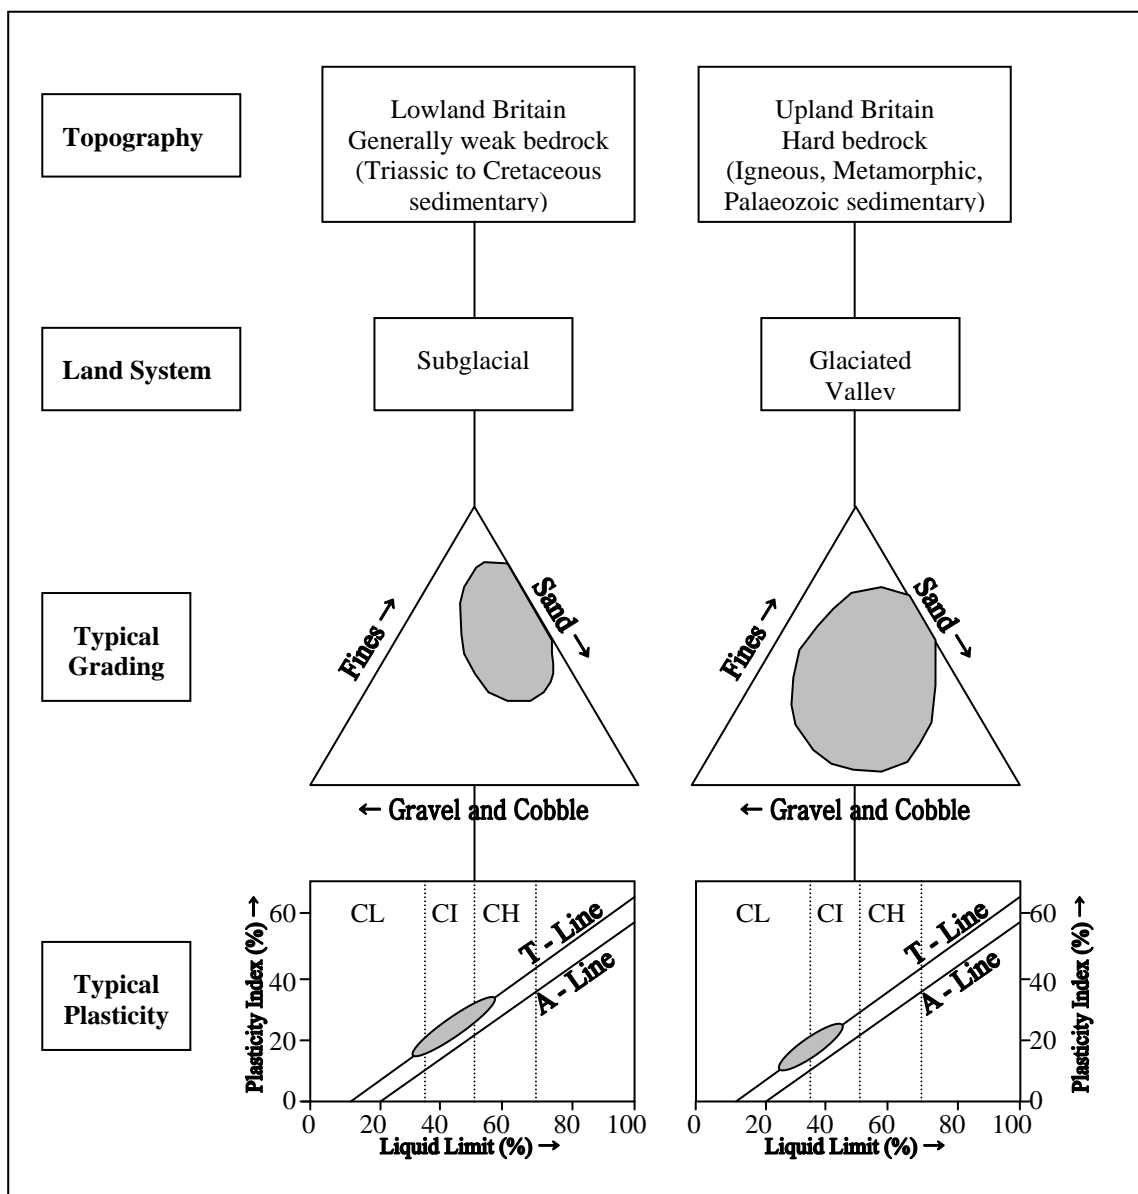 Topography
Lowland Britain
Generally weak bedrock
(Triassic to Cretaceous
sedimentary)
Upland Britain
Hard bedrock
(Igneous, Metamorphic,
Palaeozoic sedimentary)
Land System
Subglacial
Glaciated
Valley
Typical
Grading
Fines →
Sand →
← Gravel and Cobble
Fines →
Sand →
← Gravel and Cobble
Typical
Plasticity
Plasticity Index (%) →
60
40
20
0
CL CI CH
T - Line
A - Line
0 20 40 60 80 100
Liquid Limit (%) →
CL CI CH
T - Line
A - Line
60
40
20
0
Plasticity Index (%) →
0 20 40 60 80 100
Liquid Limit (%) →